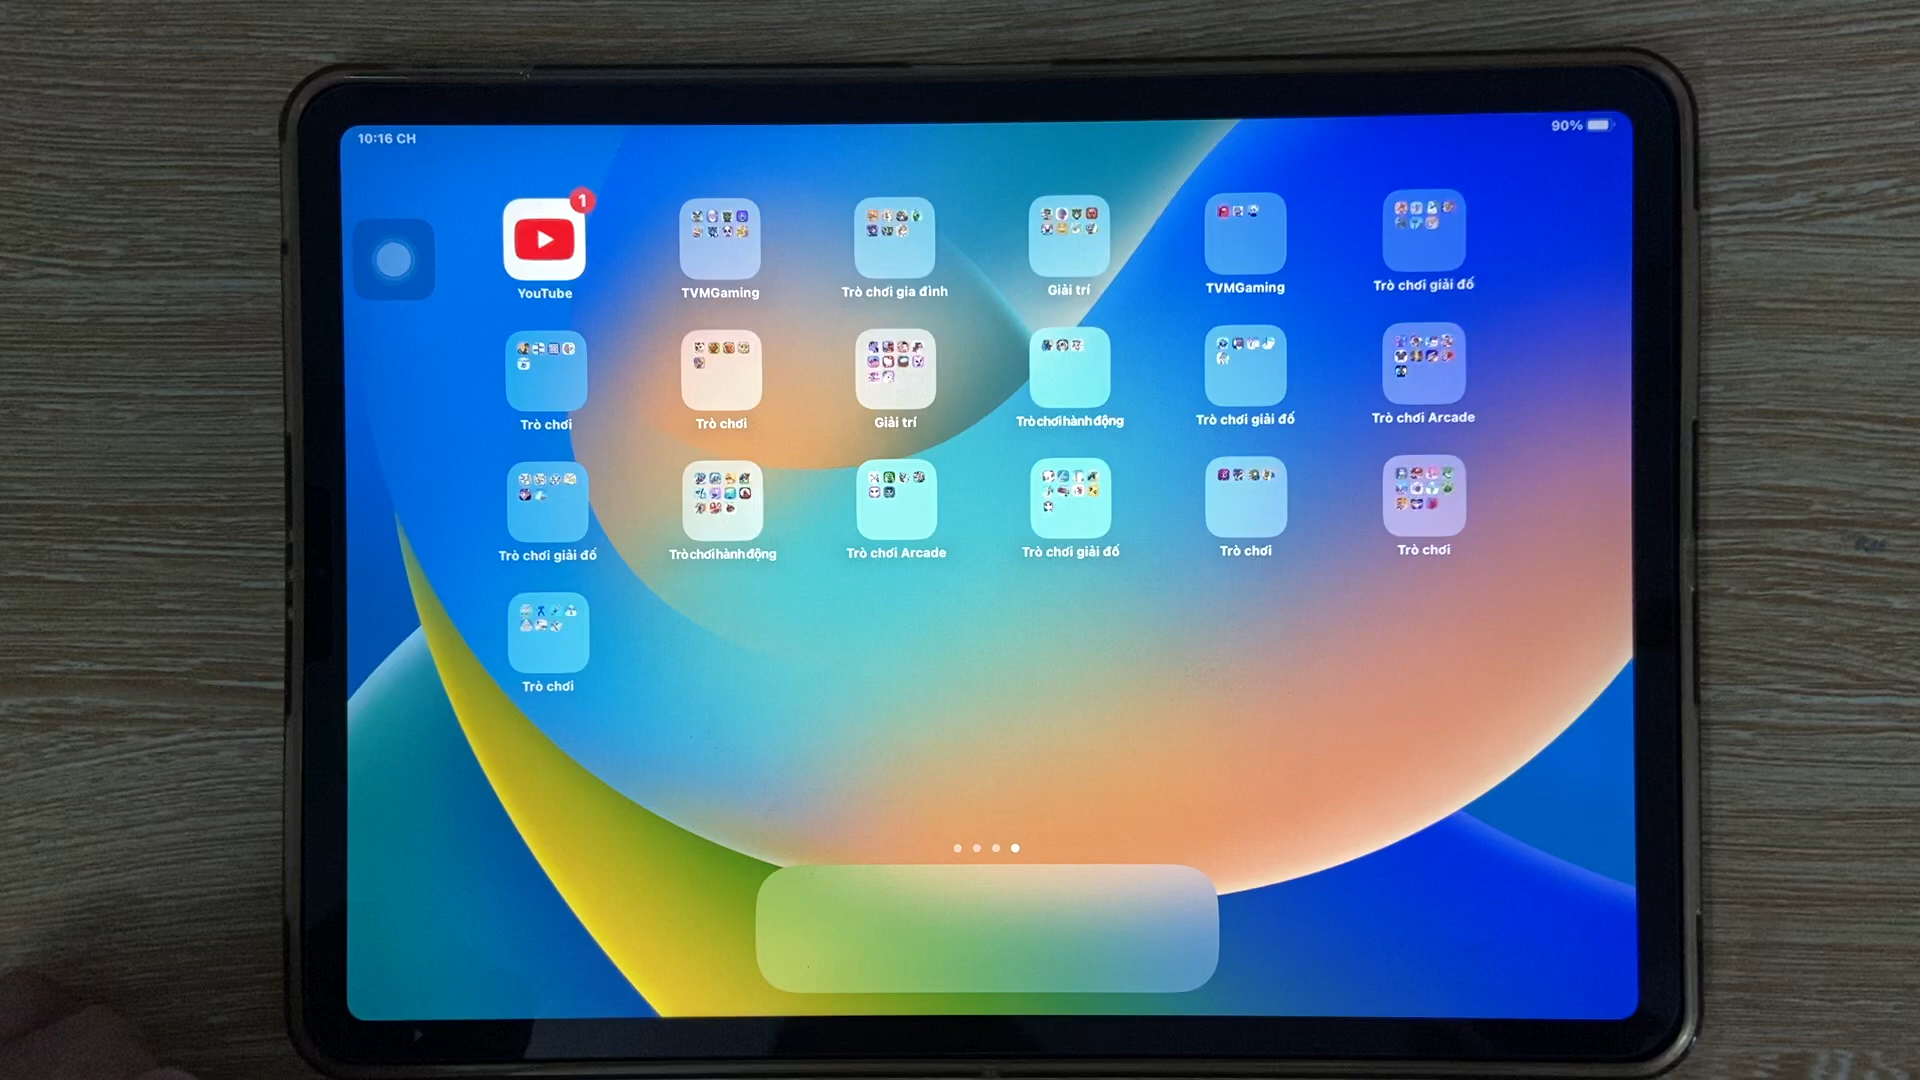 10:16 CH
90%
1
YouTube
TVMGaming
Trò chơi gia đình
Giải trí
TVMGaming
Trò chơi giải đố
Trò chơi
Trò chơi
Giải trí
Trò chơi hành động
Trò chơi giải đố
Trò chơi Arcade
Trò chơi giải đố
Trò chơi hành động
Trò chơi Arcade
Trò chơi giải đố
Trò chơi
Trò chơi
Trò chơi